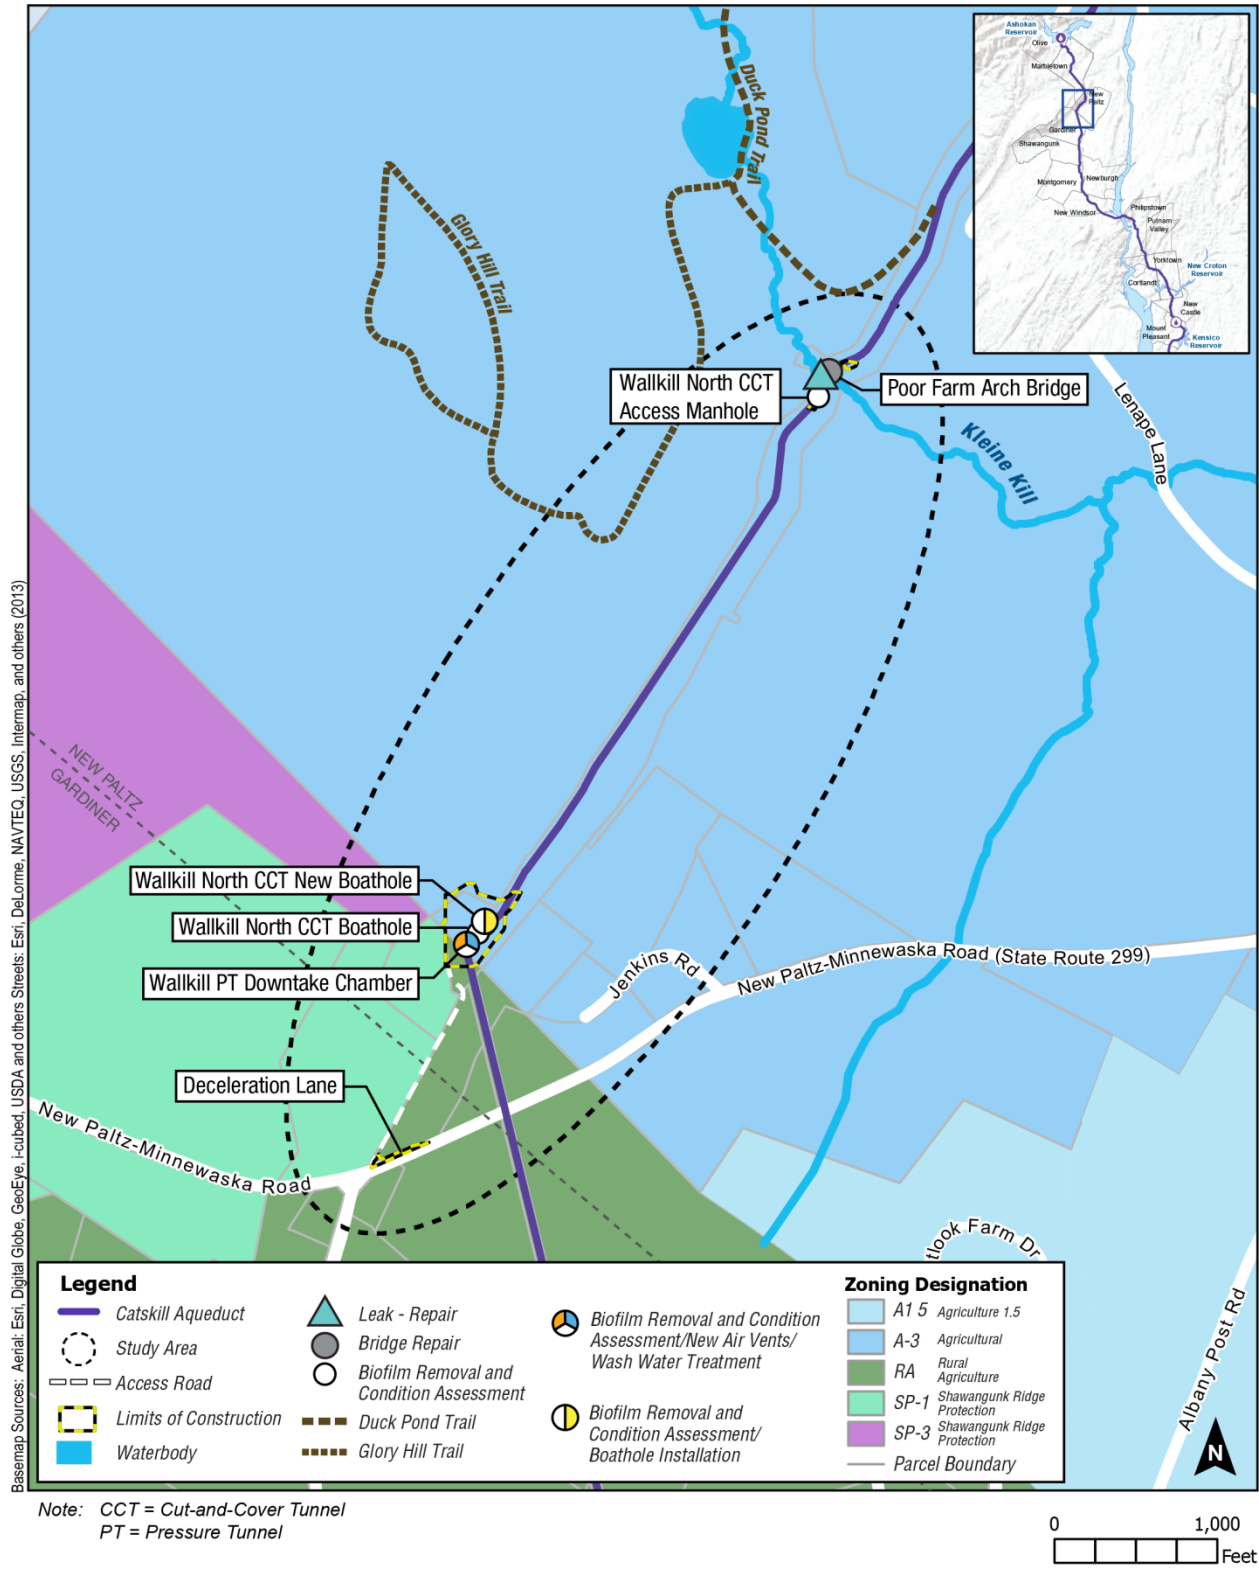 Ashokan
Reservoir
Olive
Marbletown
New
Paltz
Gardiner
Shawangunk
Montgomery
Newburgh
New Windsor
Philipstown
Putnam
Valley
Yorktown
Cortlandt
New Croton
Reservoir
New
Castle
Mount
Pleasant
Kensico
Reservoir
Duck Pond Trail
Glory Hill Trail
Wallkill North CCT
Access Manhole
Poor Farm Arch Bridge
Lenape Lane
Kleine Kill
NEW PALTZ
GARDINER
Wallkill North CCT New Boathole
Wallkill North CCT Boathole
Wallkill PT Downtake Chamber
Jenkins Rd
New Paltz-Minnewaska Road (State Route 299)
Deceleration Lane
New Paltz-Minnewaska Road
tlook Farm Dr
Albany Post Rd
Basemap Sources: Aerial: Esri, Digital Globe, GeoEye, i-cubed, USDA and others Streets: Esri, DeLorme, NAVTEQ, USGS, Intermap, and others (2013)
Legend
Catskill Aqueduct
Study Area
Access Road
Limits of Construction
Waterbody
Leak - Repair
Bridge Repair
Biofilm Removal and
Condition Assessment
Duck Pond Trail
Glory Hill Trail
Biofilm Removal and Condition
Assessment/New Air Vents/
Wash Water Treatment
Biofilm Removal and
Condition Assessment/
Boathole Installation
Zoning Designation
A1 5 Agriculture 1.5
A-3 Agricultural
RA Rural
Agriculture
SP-1 Shawangunk Ridge
Protection
SP-3 Shawangunk Ridge
Protection
Parcel Boundary
N
Note: CCT = Cut-and-Cover Tunnel
PT = Pressure Tunnel
0 1,000
Feet